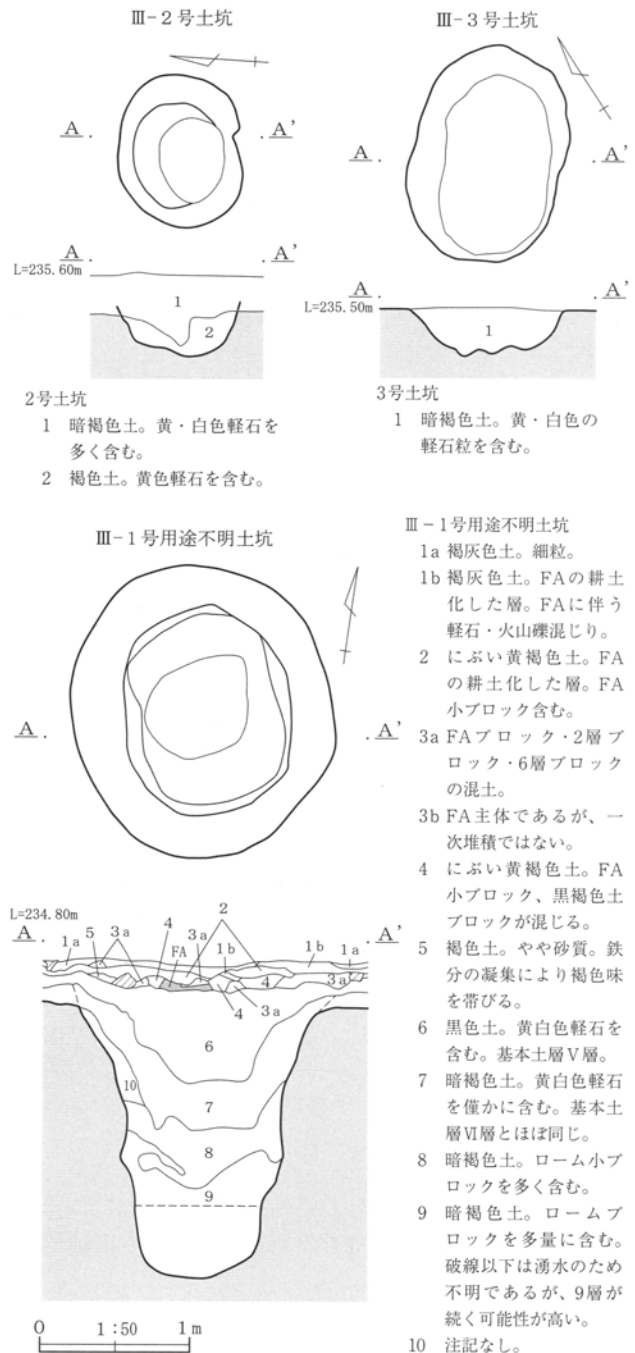 Ⅲ-2号土坑
A A'
A A'
L=235.60m
1
2
2号土坑
1 暗褐色土。黄・白色軽石を
多く含む。
2 褐色土。黄色軽石を含む。
Ⅲ-3号土坑
A A'
A A'
L=235.50m
1
3号土坑
1 暗褐色土。黄・白色の
軽石粒を含む。
Ⅲ-1号用途不明土坑
A A'
L=234.80m
A A'
1a 5 3a 4 FA 3a 2 1b 1b 1a
4 3a
4 3a
6
10
7
8
9
0 1:50 1m
Ⅲ-1号用途不明土坑
1a 褐灰色土。細粒。
1b 褐灰色土。FAの耕土
化した層。FAに伴う
軽石・火山礫混じり。
2 にぶい黄褐色土。FA
の耕土化した層。FA
小ブロック含む。
3a FAブロック・2層ブ
ロック・6層ブロック
の混土。
3b FA主体であるが、一
次堆積ではない。
4 にぶい黄褐色土。FA
小ブロック、黒褐色土
ブロックが混じる。
5 褐色土。やや砂質。鉄
分の凝集により褐色味
を帯びる。
6 黒色土。黄白色軽石を
含む。基本土層Ⅴ層。
7 暗褐色土。黄白色軽石
を僅かに含む。基本土
層Ⅵ層とほぼ同じ。
8 暗褐色土。ローム小ブ
ロックを多く含む。
9 暗褐色土。ロームブ
ロックを多量に含む。
破線以下は湧水のため
不明であるが、9層が
続く可能性が高い。
10 注記なし。